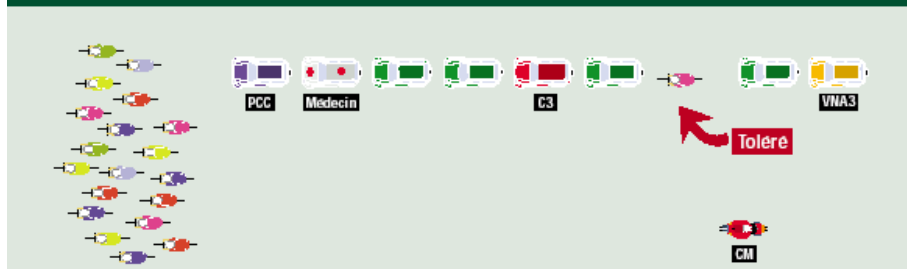 PCC
Médecin
C3
VNA3
Toléré
CM